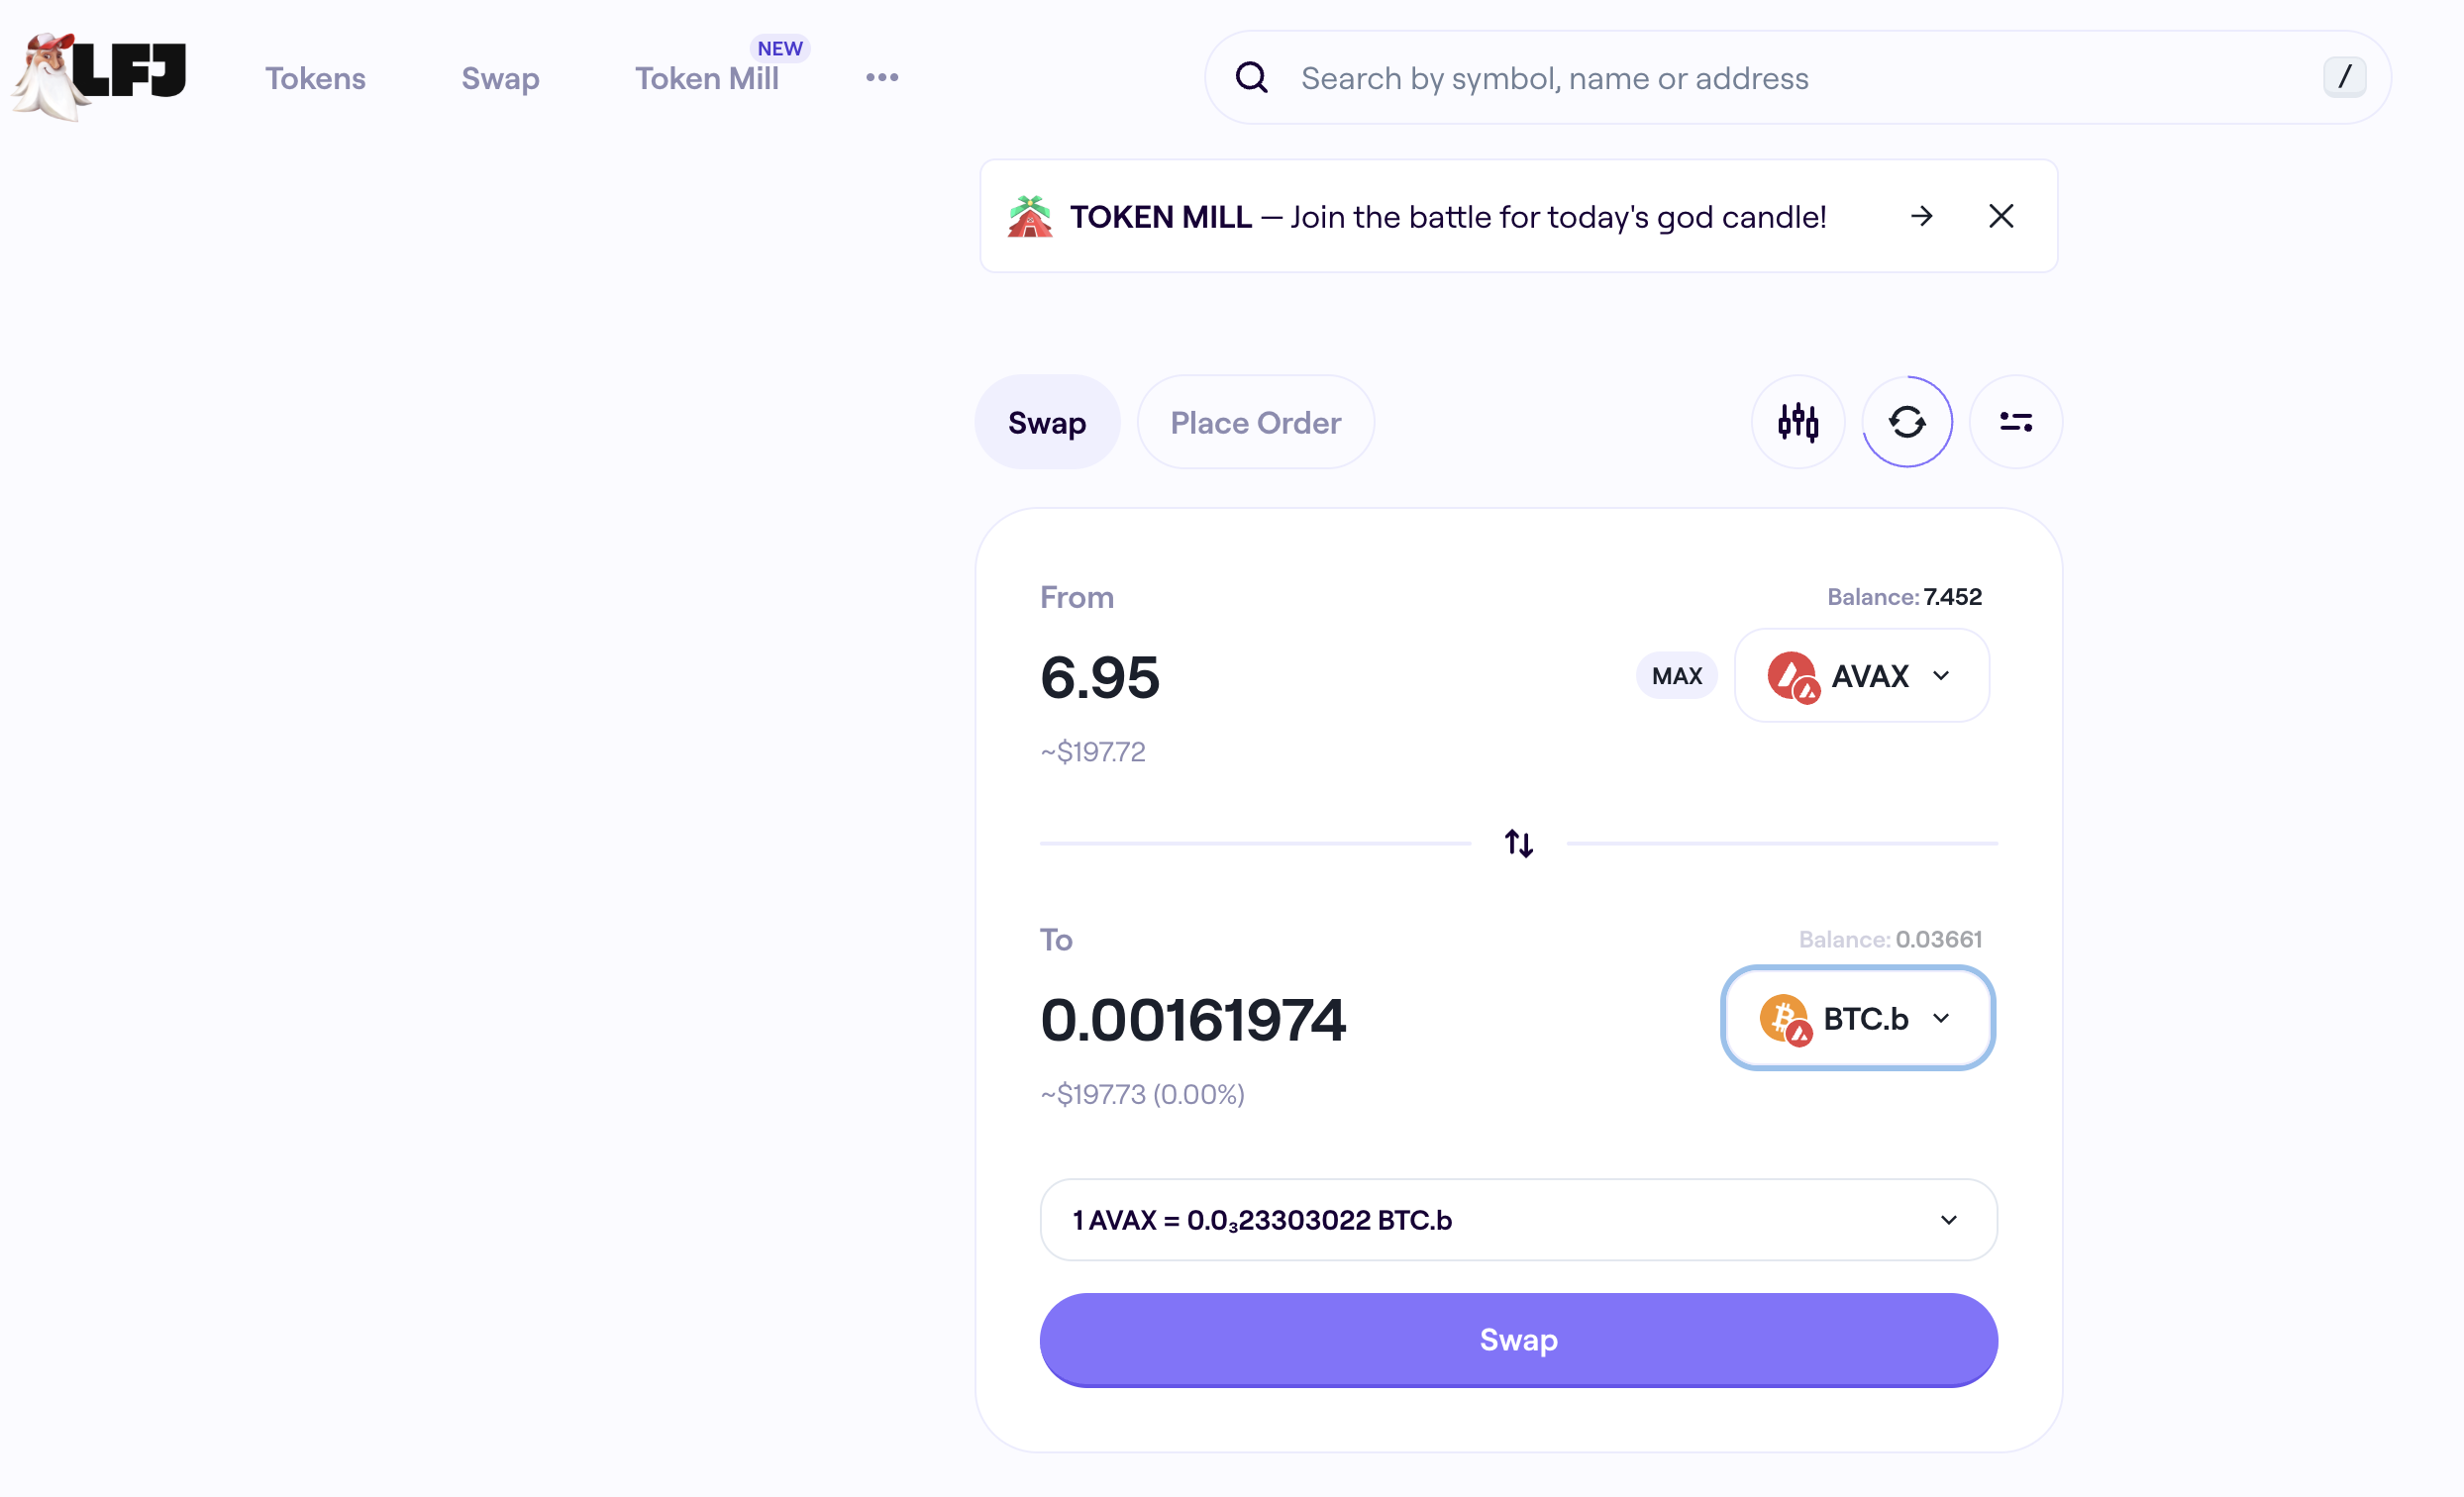 LFJ
Tokens
Swap
Token Mill
NEW
Search by symbol, name or address
/
TOKEN MILL — Join the battle for today's god candle!
Swap
Place Order
From
Balance: 7.452
6.95
MAX
AVAX
~$197.72
To
Balance: 0.03661
0.00161974
BTC.b
~$197.73 (0.00%)
1 AVAX = 0.0₃23303022 BTC.b
Swap